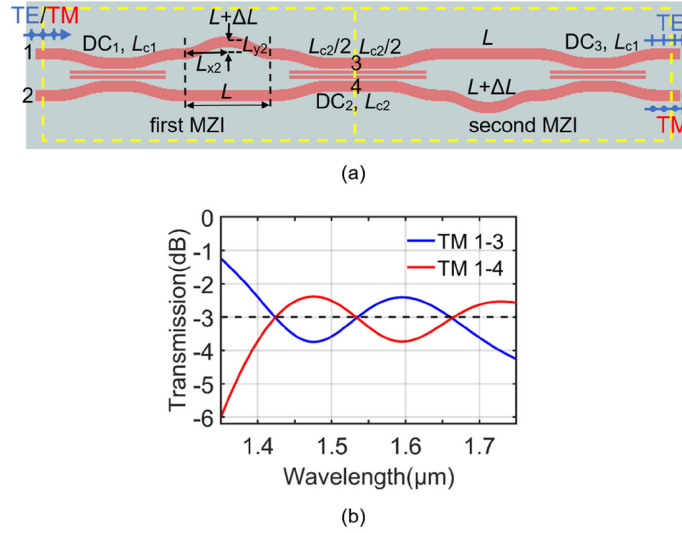 TE/TM
1
2
DC1, Lc1
L+ΔL
Ly2
Lx2
L
first MZI
Lc2/2 Lc2/2
3
4
DC2, Lc2
L
L+ΔL
second MZI
DC3, Lc1
TE
TM
(a)
Transmission(dB)
0
-1
-2
-3
-4
-5
-6
TM 1-3
TM 1-4
1.4 1.5 1.6 1.7
Wavelength(μm)
(b)